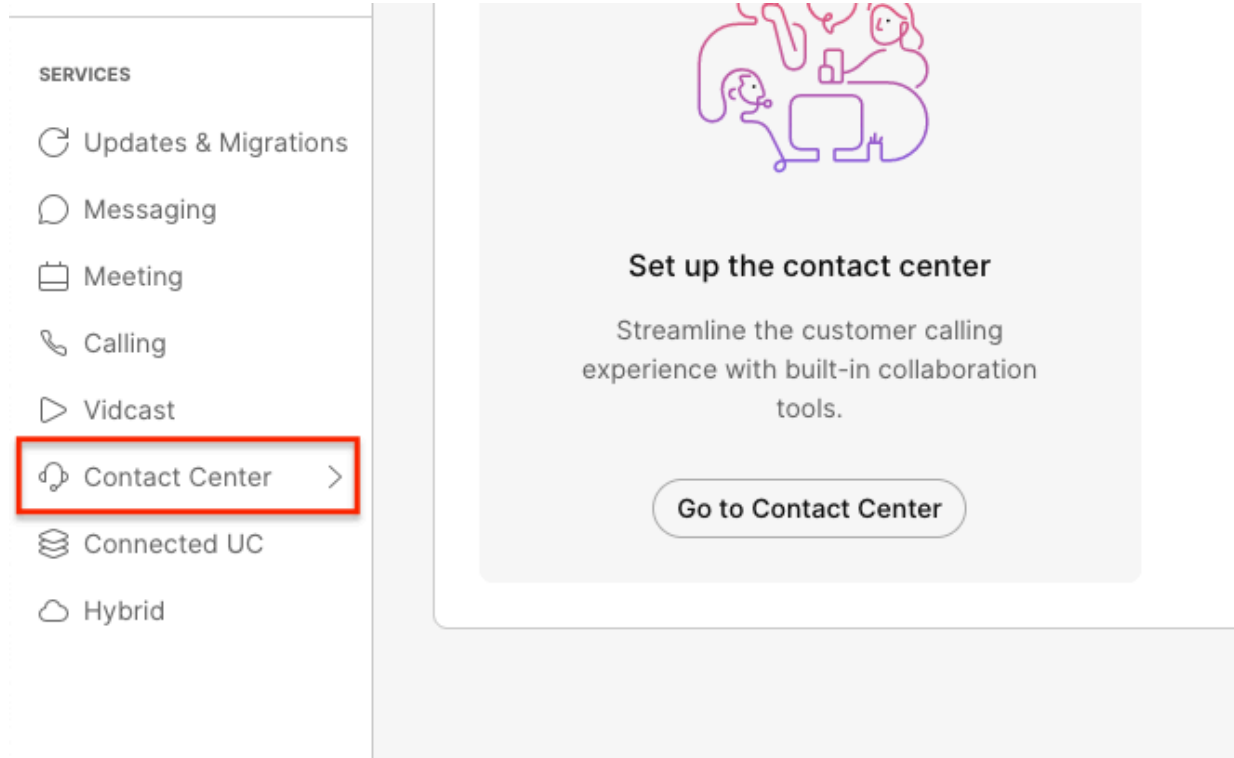 SERVICES
Updates & Migrations
Messaging
Meeting
Calling
Vidcast
Contact Center
Connected UC
Hybrid
Set up the contact center
Streamline the customer calling
experience with built-in collaboration
tools.
Go to Contact Center